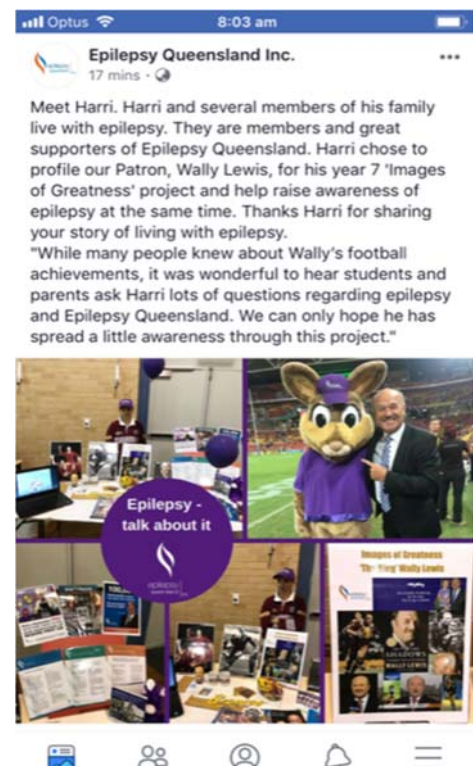 Optus 8:03 am
Epilepsy Queensland Inc.
17 mins ·
Meet Harri. Harri and several members of his family
live with epilepsy. They are members and great
supporters of Epilepsy Queensland. Harri chose to
profile our Patron, Wally Lewis, for his year 7 'Images
of Greatness' project and help raise awareness of
epilepsy at the same time. Thanks Harri for sharing
your story of living with epilepsy.
"While many people knew about Wally's football
achievements, it was wonderful to hear students and
parents ask Harri lots of questions regarding epilepsy
and Epilepsy Queensland. We can only hope he has
spread a little awareness through this project."
Epilepsy -
talk about it
epilepsy
Images of Greatness
'The King' Wally Lewis
SHADOWS
WALLY LEWIS